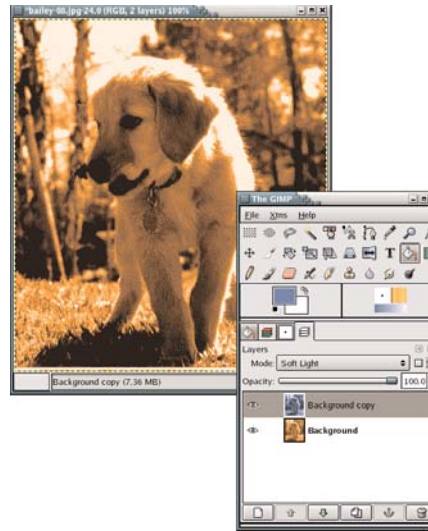 *bailey-08.jpg-24.0 (RGB, 2 layers) 100%
Background copy (7.36 MB)
The GIMP
File Xtns Help
Layers
Mode: Soft Light
Opacity: 100.0
Background copy
Background